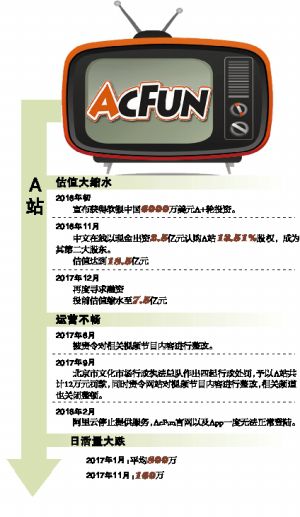 ACFUN
A
站
估值大缩水
2016年初
宣布获得软银中国6000万美元A+轮投资。
2016年11月
中文在线以现金出资2.5亿元认购A站13.51%股权，成为
其第二大股东。
估值达到18.5亿元
2017年12月
再度寻求融资
投前估值缩水至7.5亿元
运营不畅
2017年6月
被责令对相关视频节目内容进行整改。
2017年9月
北京市文化市场行政执法总队作出四起行政处罚，予以A站共
计12万元罚款，同时责令网站对视频节目内容进行整改，相关频道
也关闭整顿。
2018年2月
阿里云停止提供服务，AcFun官网以及App一度无法正常登陆。
日活量大跌
2017年1月：平均800万
2017年11月：160万